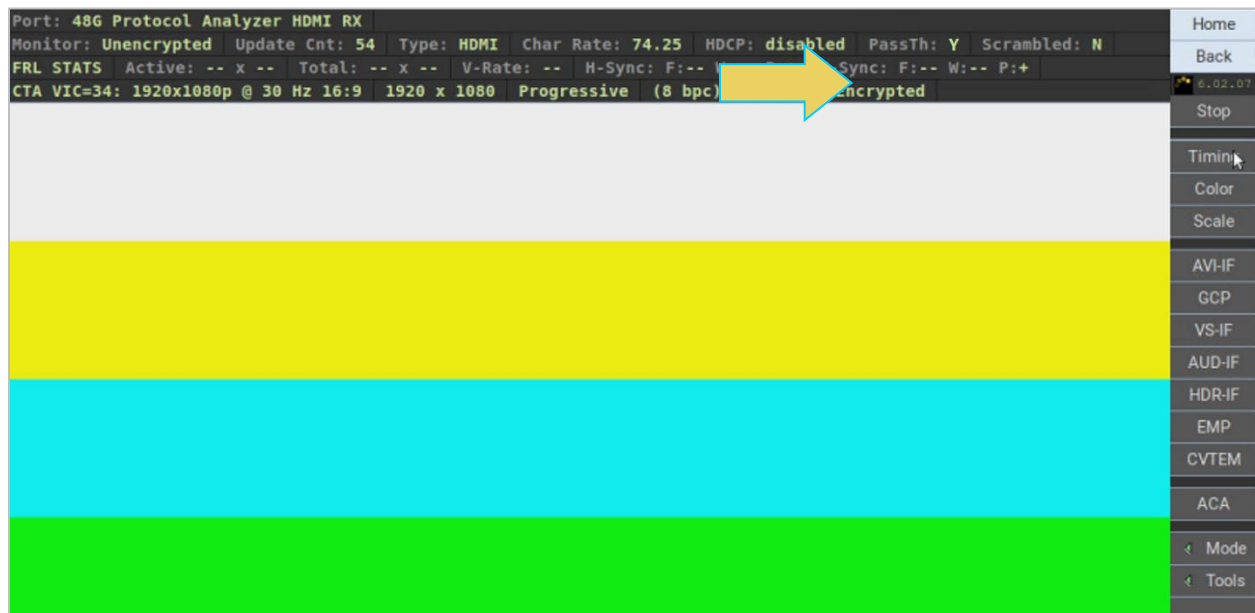 Port: 48G Protocol Analyzer HDMI RX
Monitor: Unencrypted Update Cnt: 54 Type: HDMI Char Rate: 74.25 HDCP: disabled PassTh: Y Scrambled: N
FRL STATS Active: -- x -- Total: -- x -- V-Rate: -- H-Sync: F:-- Sync: F:-- W:-- P:+
CTA VIC=34: 1920x1080p @ 30 Hz 16:9 1920 x 1080 Progressive (8 bpc) encrypted
Home
Back
6.02.07
Stop
Timing
Color
Scale
AVI-IF
GCP
VS-IF
AUD-IF
HDR-IF
EMP
CVTEM
ACA
Mode
Tools